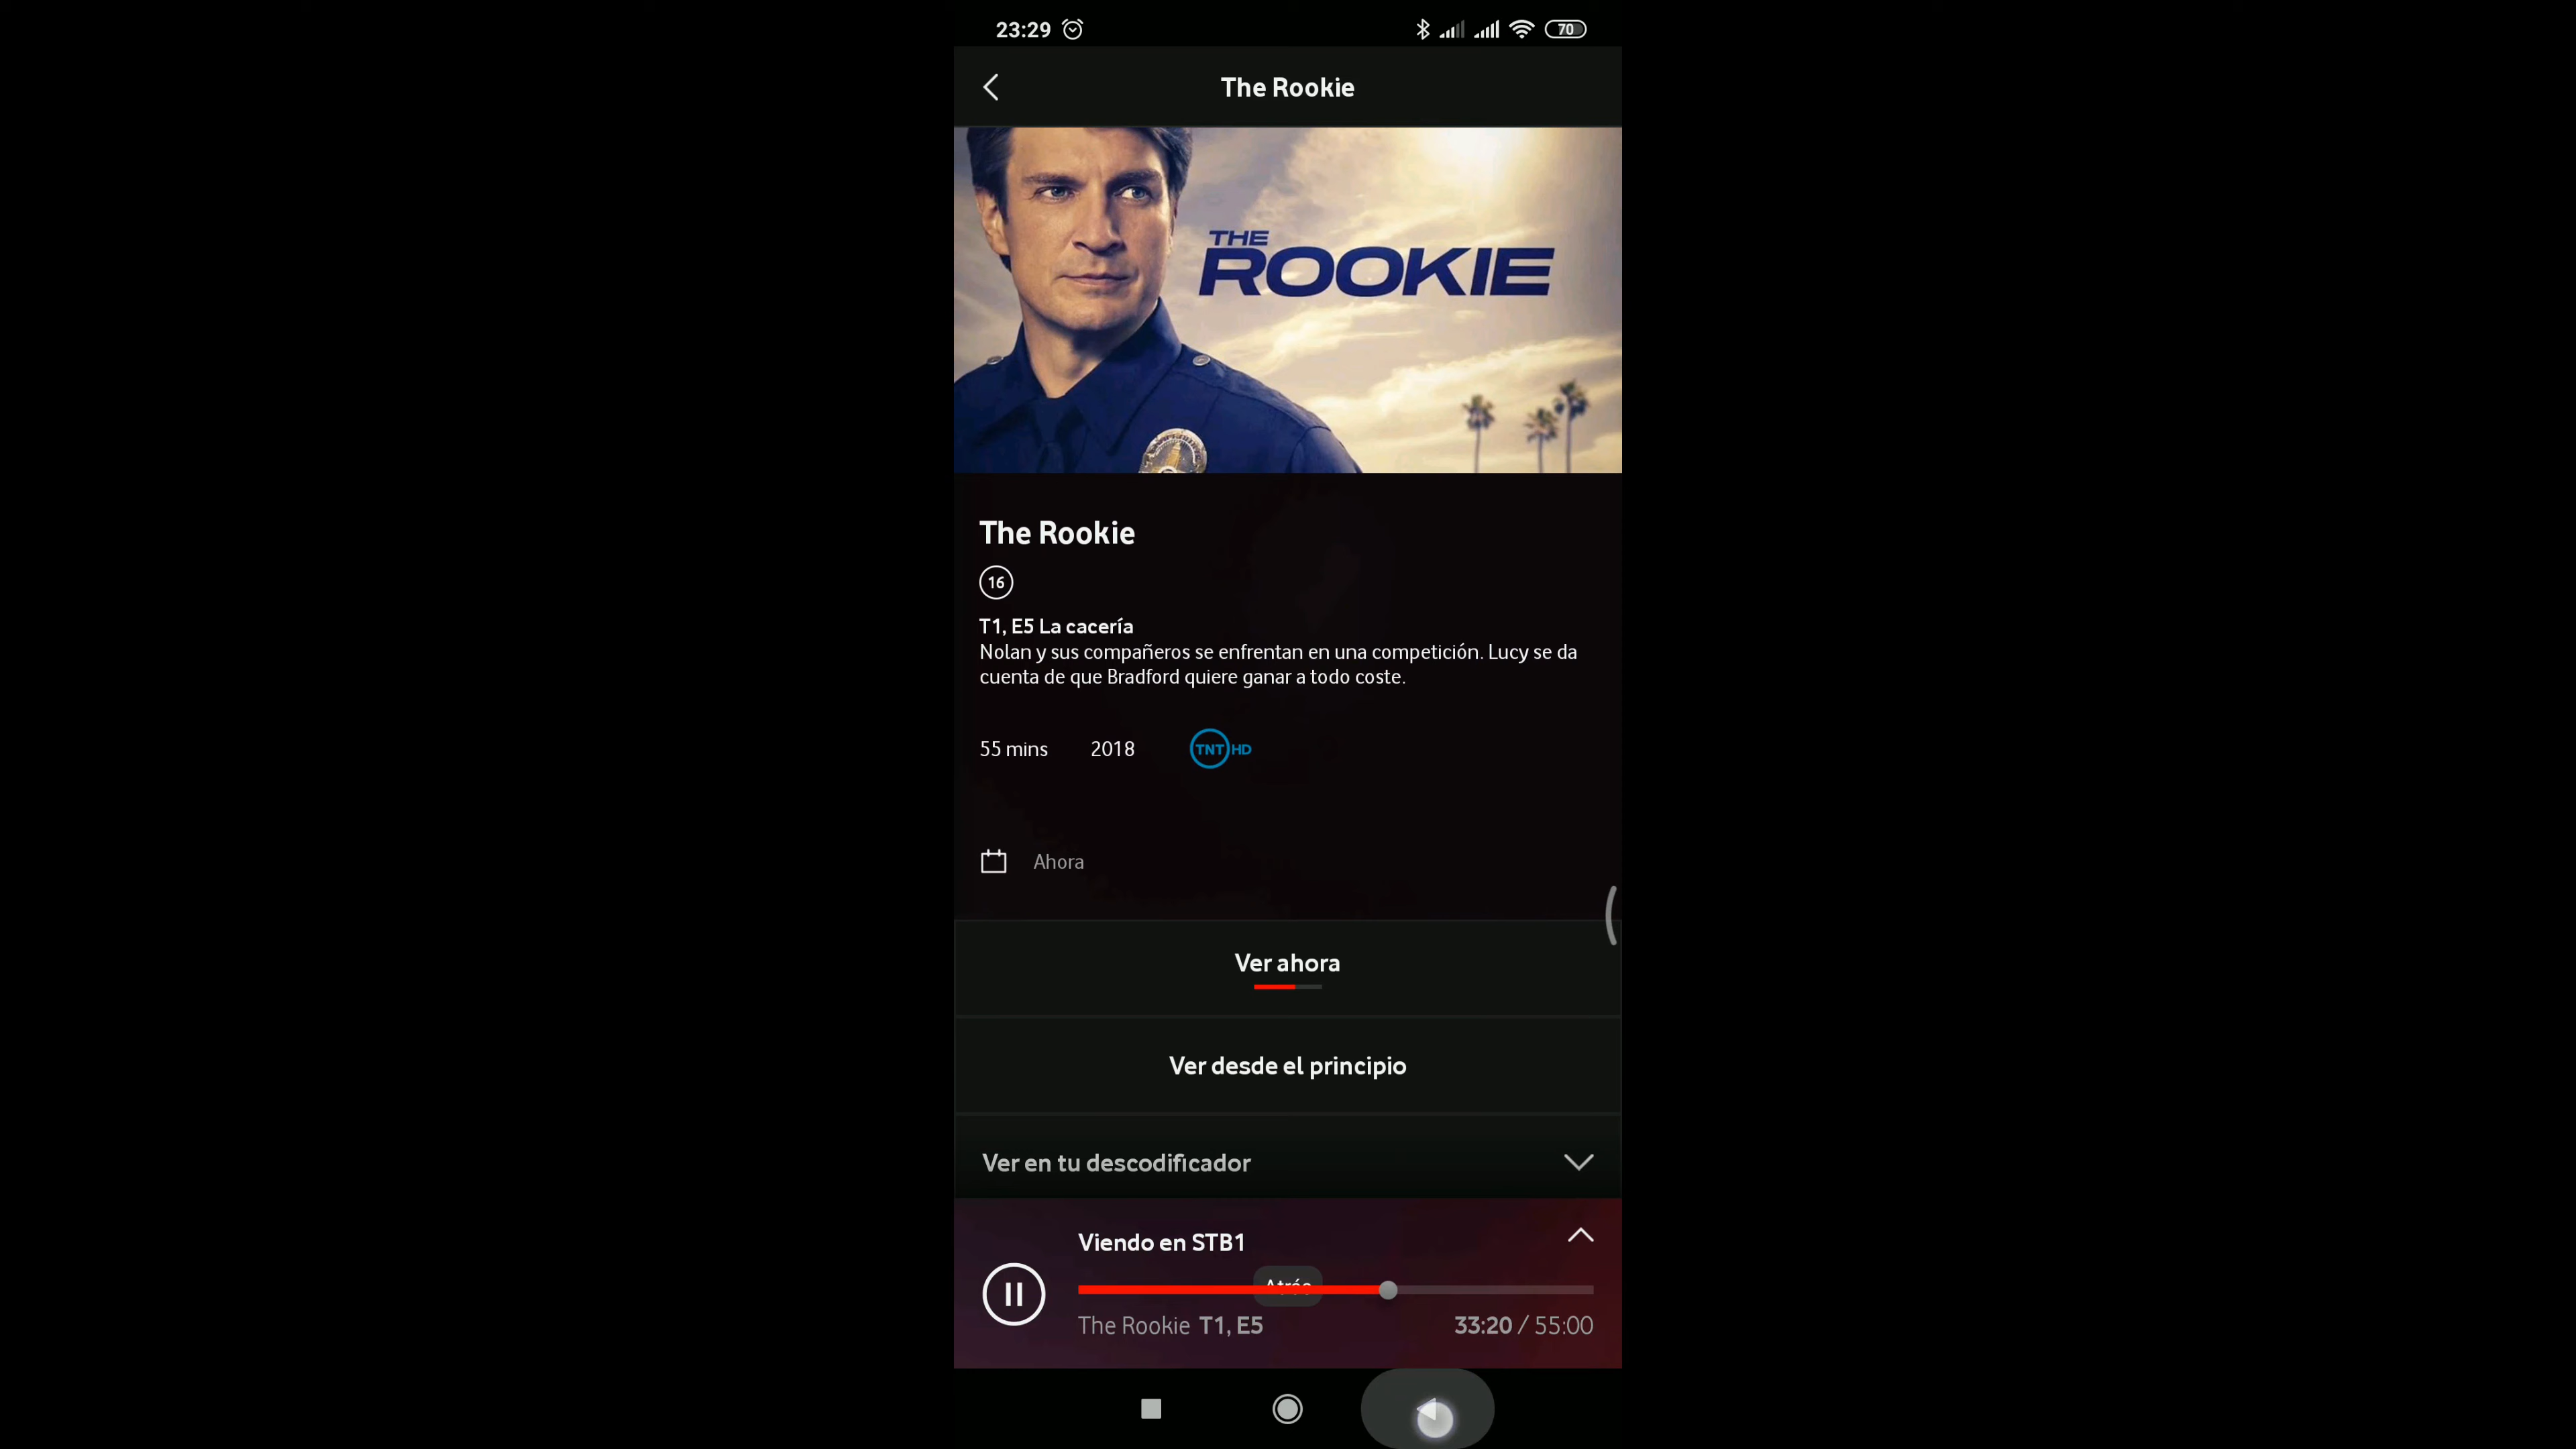 23:29
70
The Rookie
THE
ROOKIE
The Rookie
16
T1, E5 La cacería
Nolan y sus compañeros se enfrentan en una competición. Lucy se da
cuenta de que Bradford quiere ganar a todo coste.
55 mins 2018 TNT HD
Ahora
Ver ahora
Ver desde el principio
Ver en tu descodificador
Viendo en STB1
Atrás
The Rookie T1, E5 33:20 / 55:00